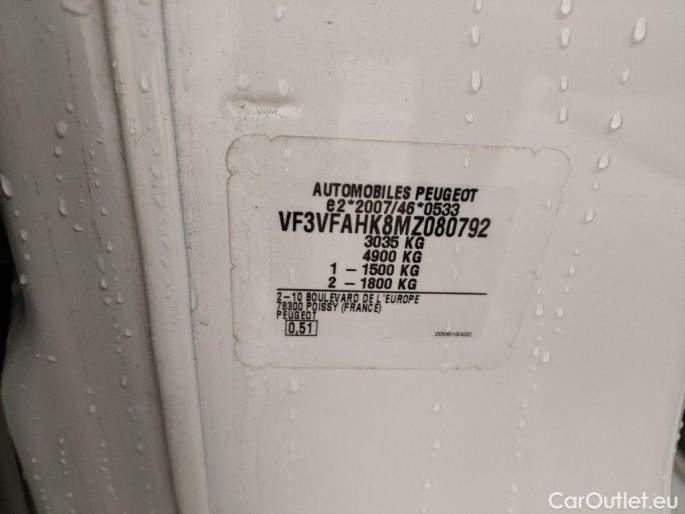 AUTOMOBILES PEUGEOT
e2*2007/46*0533
VF3VFAHK8MZ080792
3035 KG
4900 KG
1 – 1500 KG
2 – 1800 KG
2–10 BOULEVARD DE L'EUROPE
78300 POISSY (FRANCE)
PEUGEOT
0,51
CarOutlet.eu